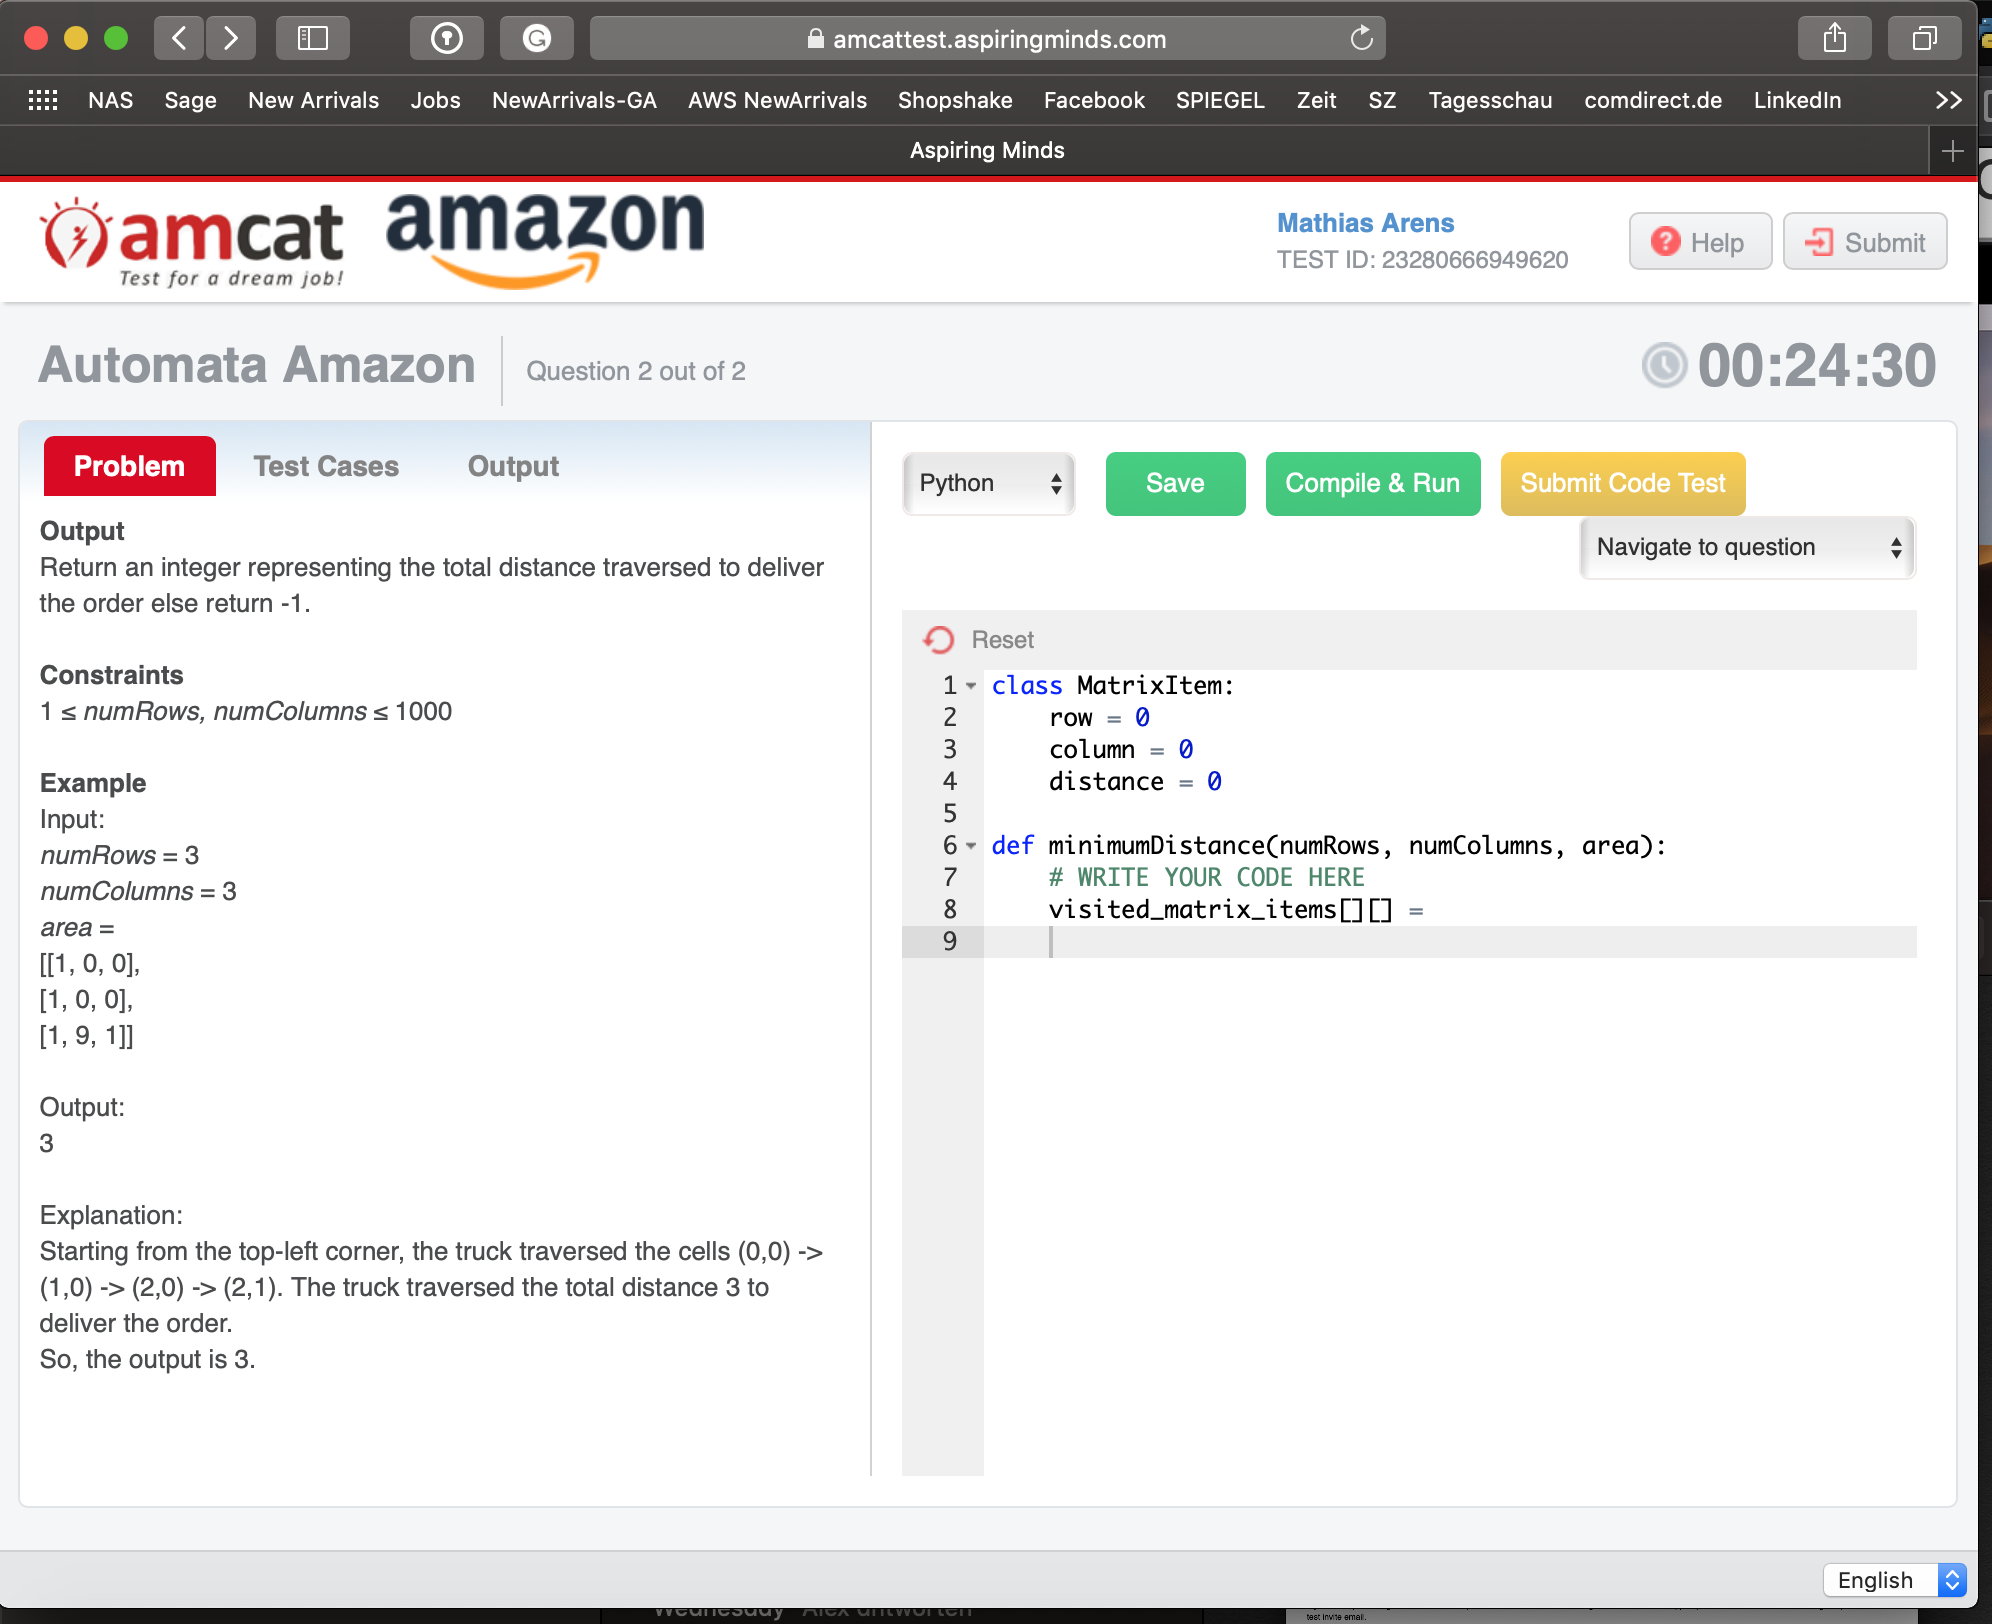 amcattest.aspiringminds.com
NAS Sage New Arrivals Jobs NewArrivals-GA AWS NewArrivals Shopshake Facebook SPIEGEL Zeit SZ Tagesschau comdirect.de LinkedIn >>
Aspiring Minds
amcat
Test for a dream job!
amazon
Mathias Arens
TEST ID: 23280666949620
Help
Submit
Automata Amazon
Question 2 out of 2
00:24:30
Problem
Test Cases
Output
Output
Return an integer representing the total distance traversed to deliver
the order else return -1.
Constraints
1 ≤ numRows, numColumns ≤ 1000
Example
Input:
numRows = 3
numColumns = 3
area =
[[1, 0, 0],
[1, 0, 0],
[1, 9, 1]]
Output:
3
Explanation:
Starting from the top-left corner, the truck traversed the cells (0,0) ->
(1,0) -> (2,0) -> (2,1). The truck traversed the total distance 3 to
deliver the order.
So, the output is 3.
Python
Save
Compile & Run
Submit Code Test
Navigate to question
Reset
1 class MatrixItem:
2 row = 0
3 column = 0
4 distance = 0
5
6 def minimumDistance(numRows, numColumns, area):
7 # WRITE YOUR CODE HERE
8 visited_matrix_items[][] =
9
English
Wednesday Alex antworten
test invite email.